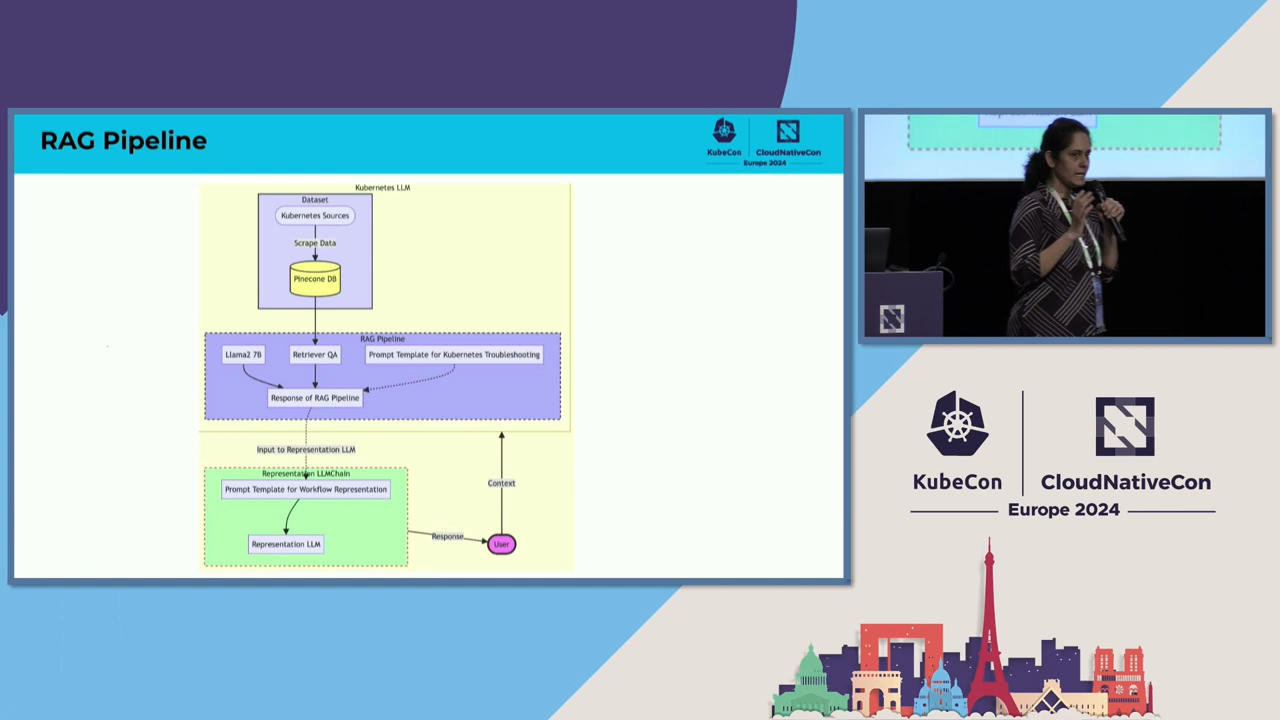 RAG Pipeline
KubeCon
CloudNativeCon
Europe 2024
Kubernetes LLM
Dataset
Kubernetes Sources
Scrape Data
Pinecone DB
RAG Pipeline
Llama2 7B
Retriever QA
Prompt Template for Kubernetes Troubleshooting
Response of RAG Pipeline
Input to Representation LLM
Representation LLMChain
Prompt Template for Workflow Representation
Representation LLM
Response
User
Context
KubeCon
CloudNativeCon
Europe 2024